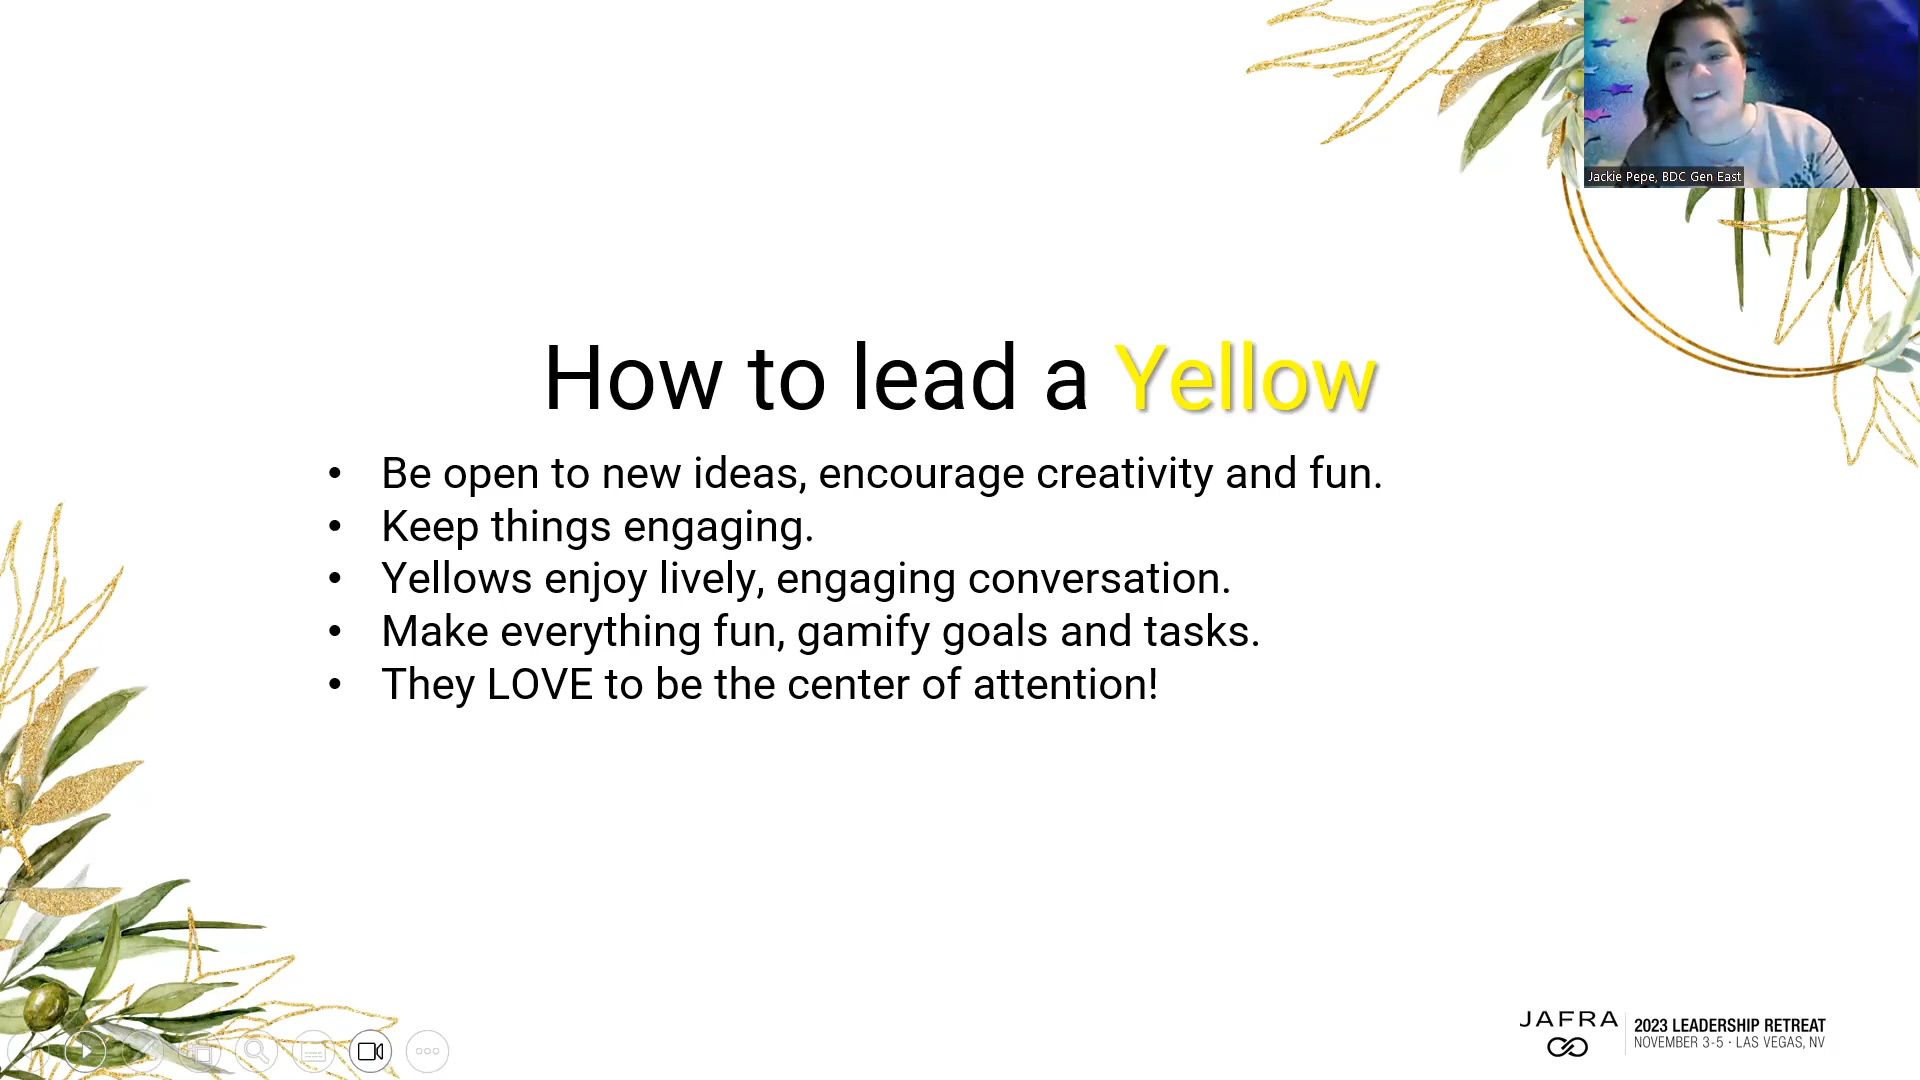 Jackie Pepe, BDC Gen East
How to lead a Yellow
• Be open to new ideas, encourage creativity and fun.
• Keep things engaging.
• Yellows enjoy lively, engaging conversation.
• Make everything fun, gamify goals and tasks.
• They LOVE to be the center of attention!
JAFRA
2023 LEADERSHIP RETREAT
NOVEMBER 3-5 · LAS VEGAS, NV